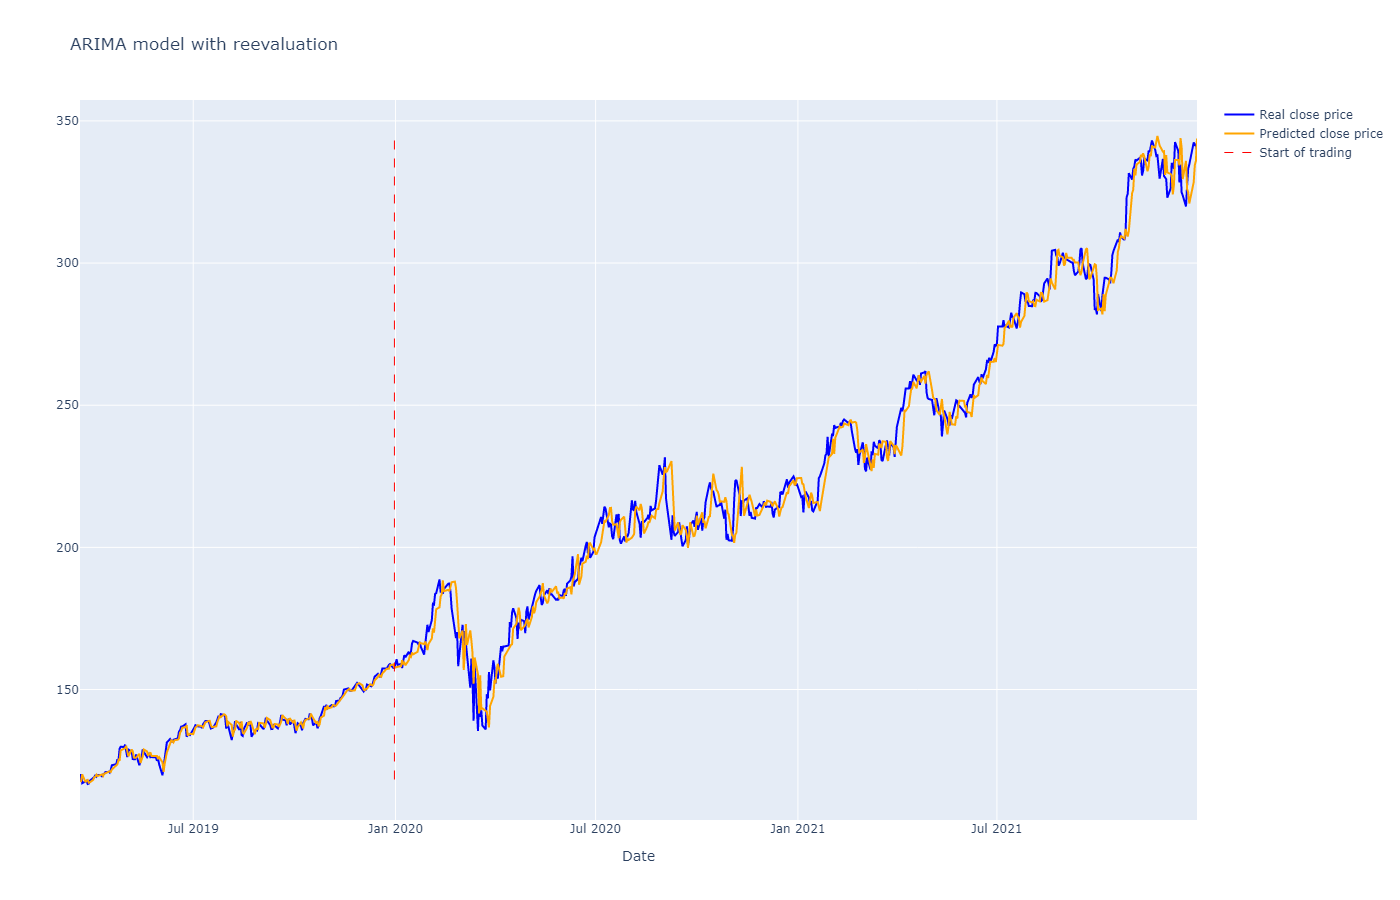 ARIMA model with reevaluation
350
300
250
200
150
Jul 2019
Jan 2020
Jul 2020
Jan 2021
Jul 2021
Date
Real close price
Predicted close price
Start of trading